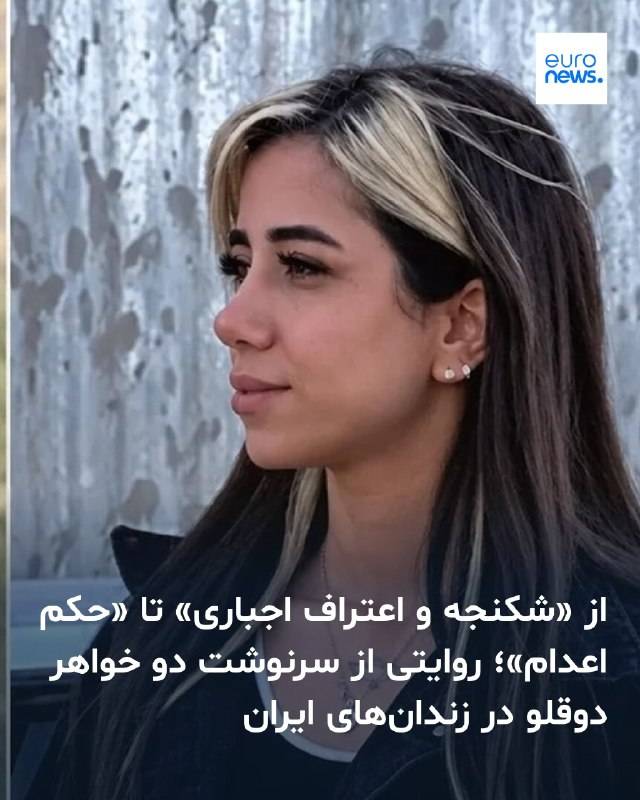 euro
news.
از «شکنجه و اعتراف اجباری» تا «حکم
اعدام»؛ روایتی از سرنوشت دو خواهر
دوقلو در زندان‌های ایران